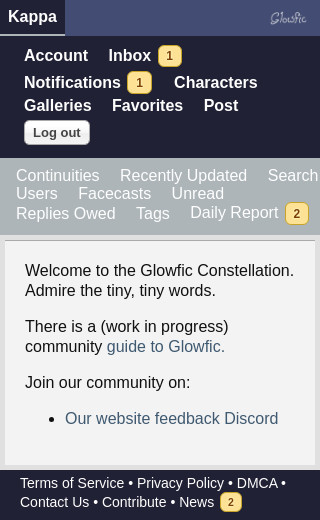 Kappa Glowfic
Account Inbox 1
Notifications 1 Characters
Galleries Favorites Post
Log out
Continuities Recently Updated Search
Users Facecasts Unread
Replies Owed Tags Daily Report 2
Welcome to the Glowfic Constellation.
Admire the tiny, tiny words.
There is a (work in progress)
community guide to Glowfic.
Join our community on:
• Our website feedback Discord
Terms of Service • Privacy Policy • DMCA •
Contact Us • Contribute • News 2